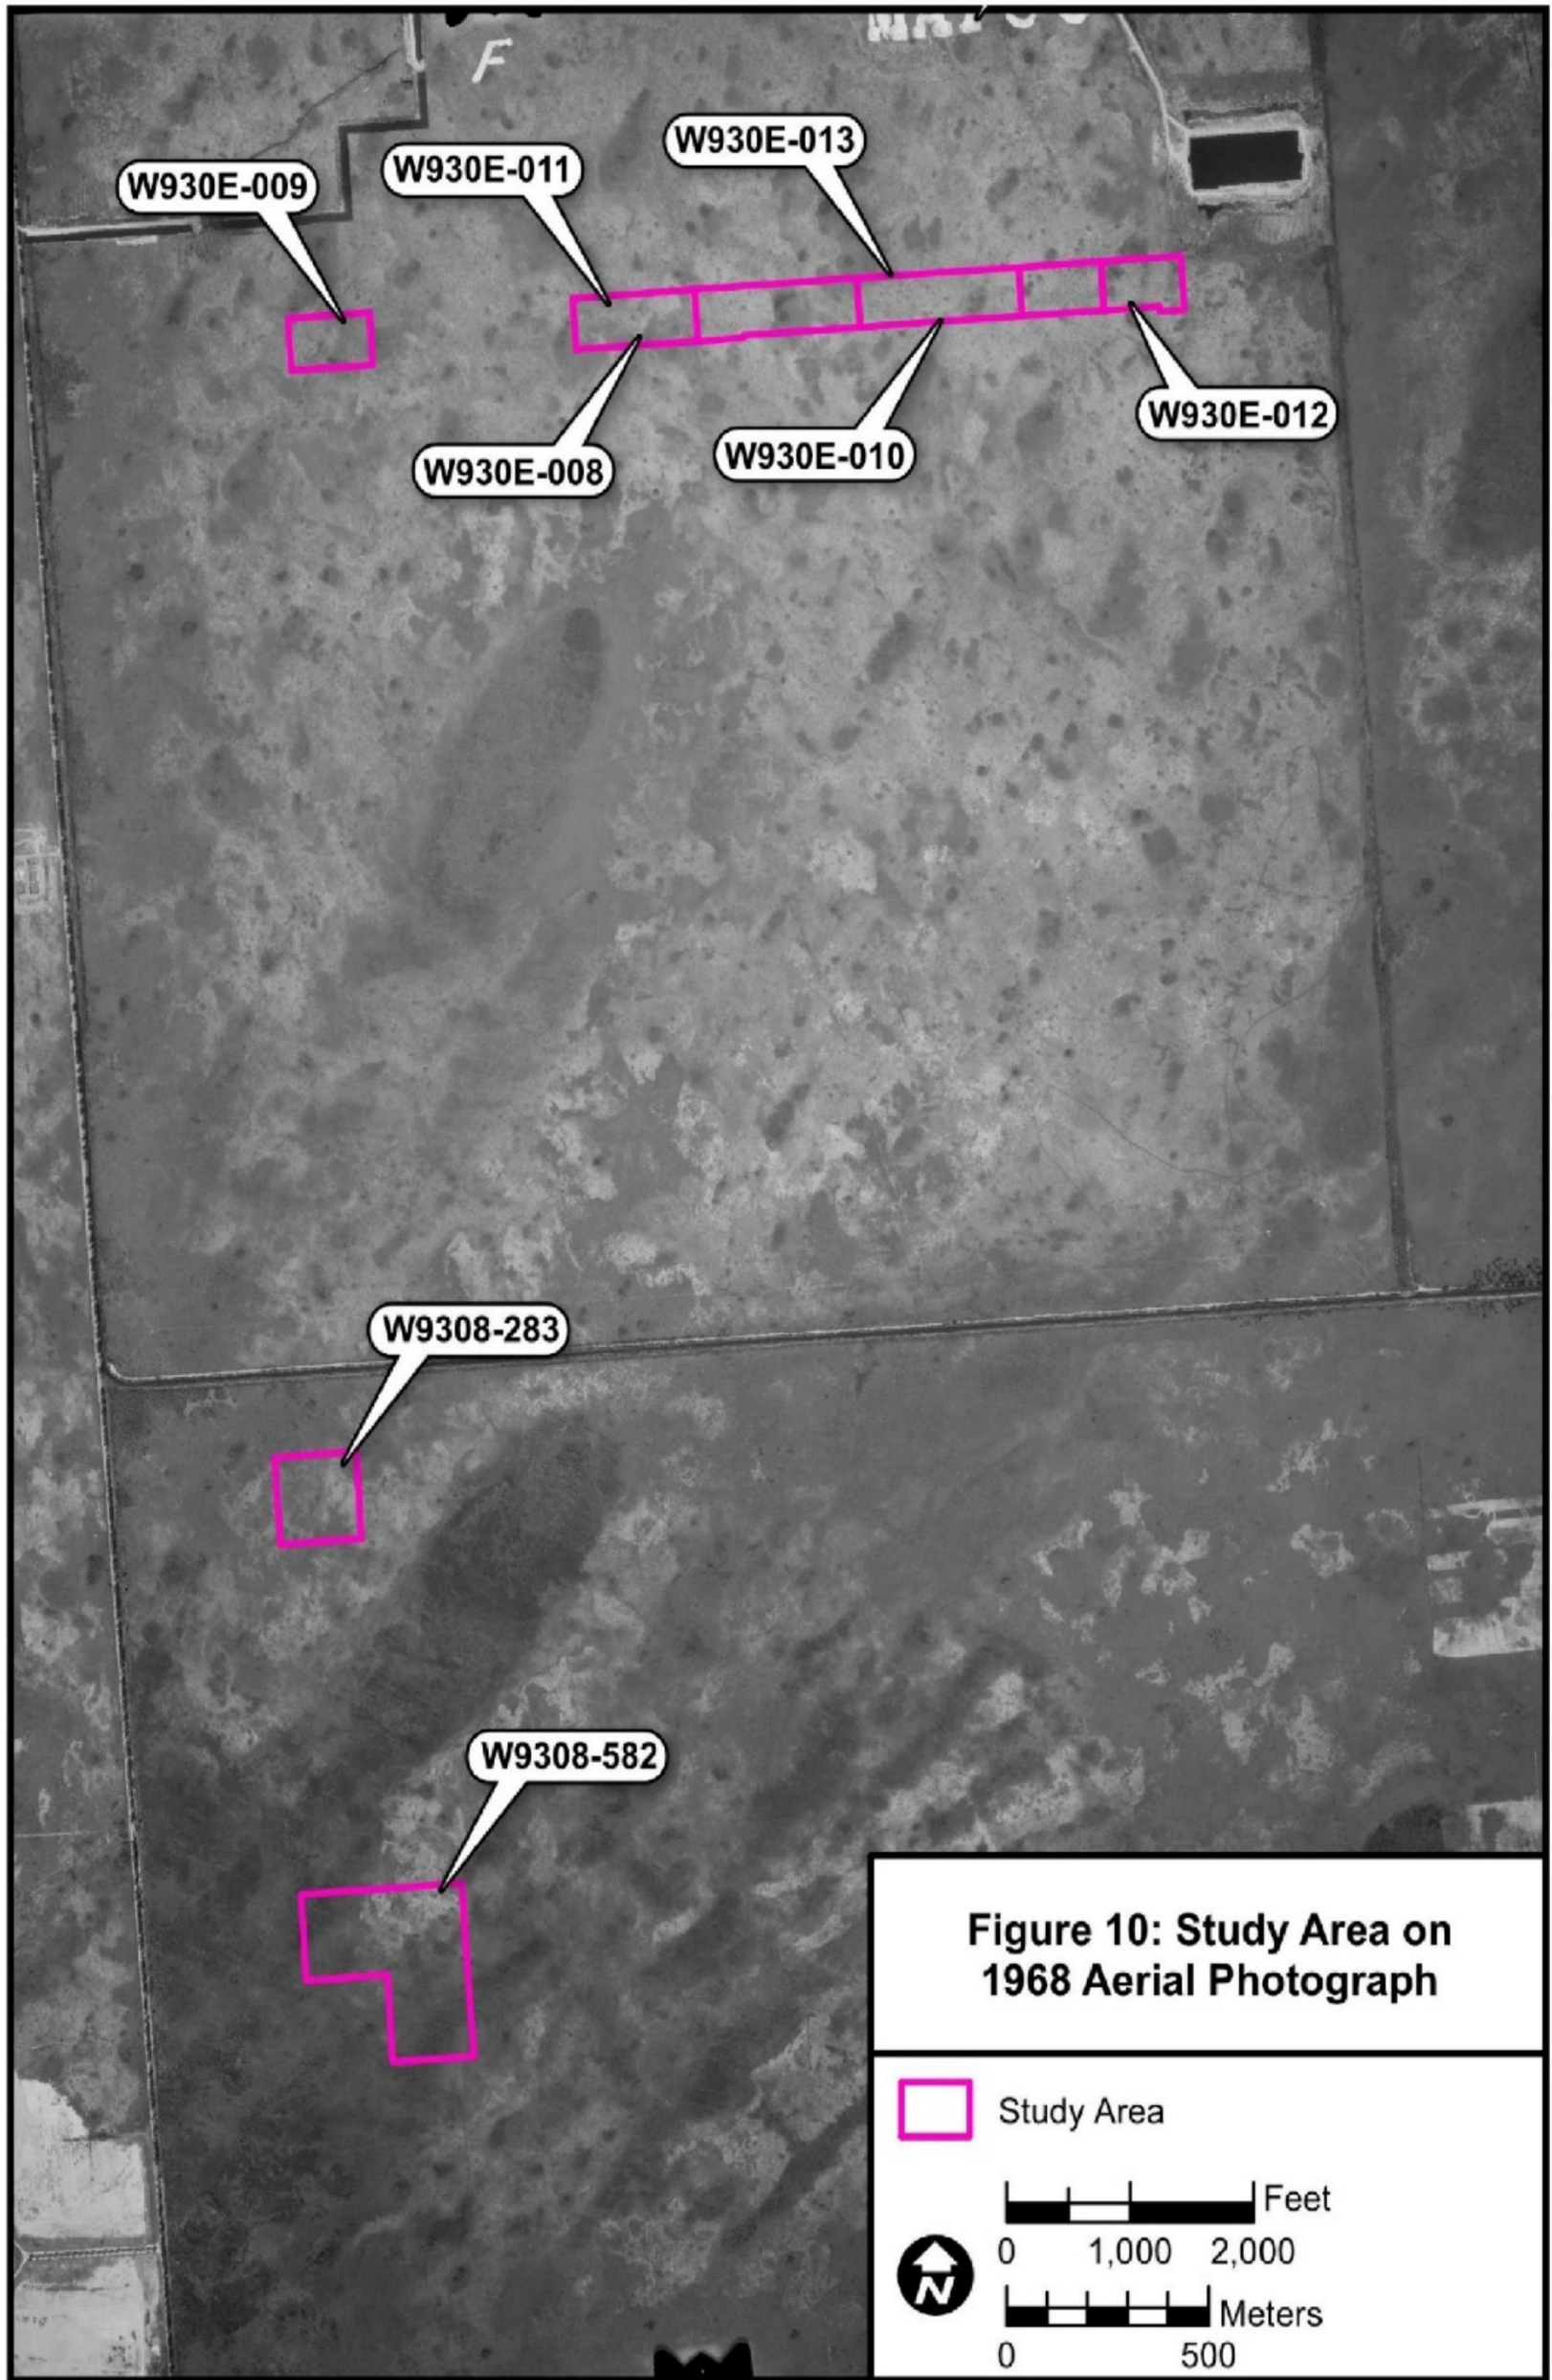 F
W930E-013
W930E-011
W930E-009
W930E-012
W930E-010
W930E-008
W9308-283
W9308-582
Figure 10: Study Area on
1968 Aerial Photograph
Study Area
Feet
0 1,000 2,000
N
Meters
0 500